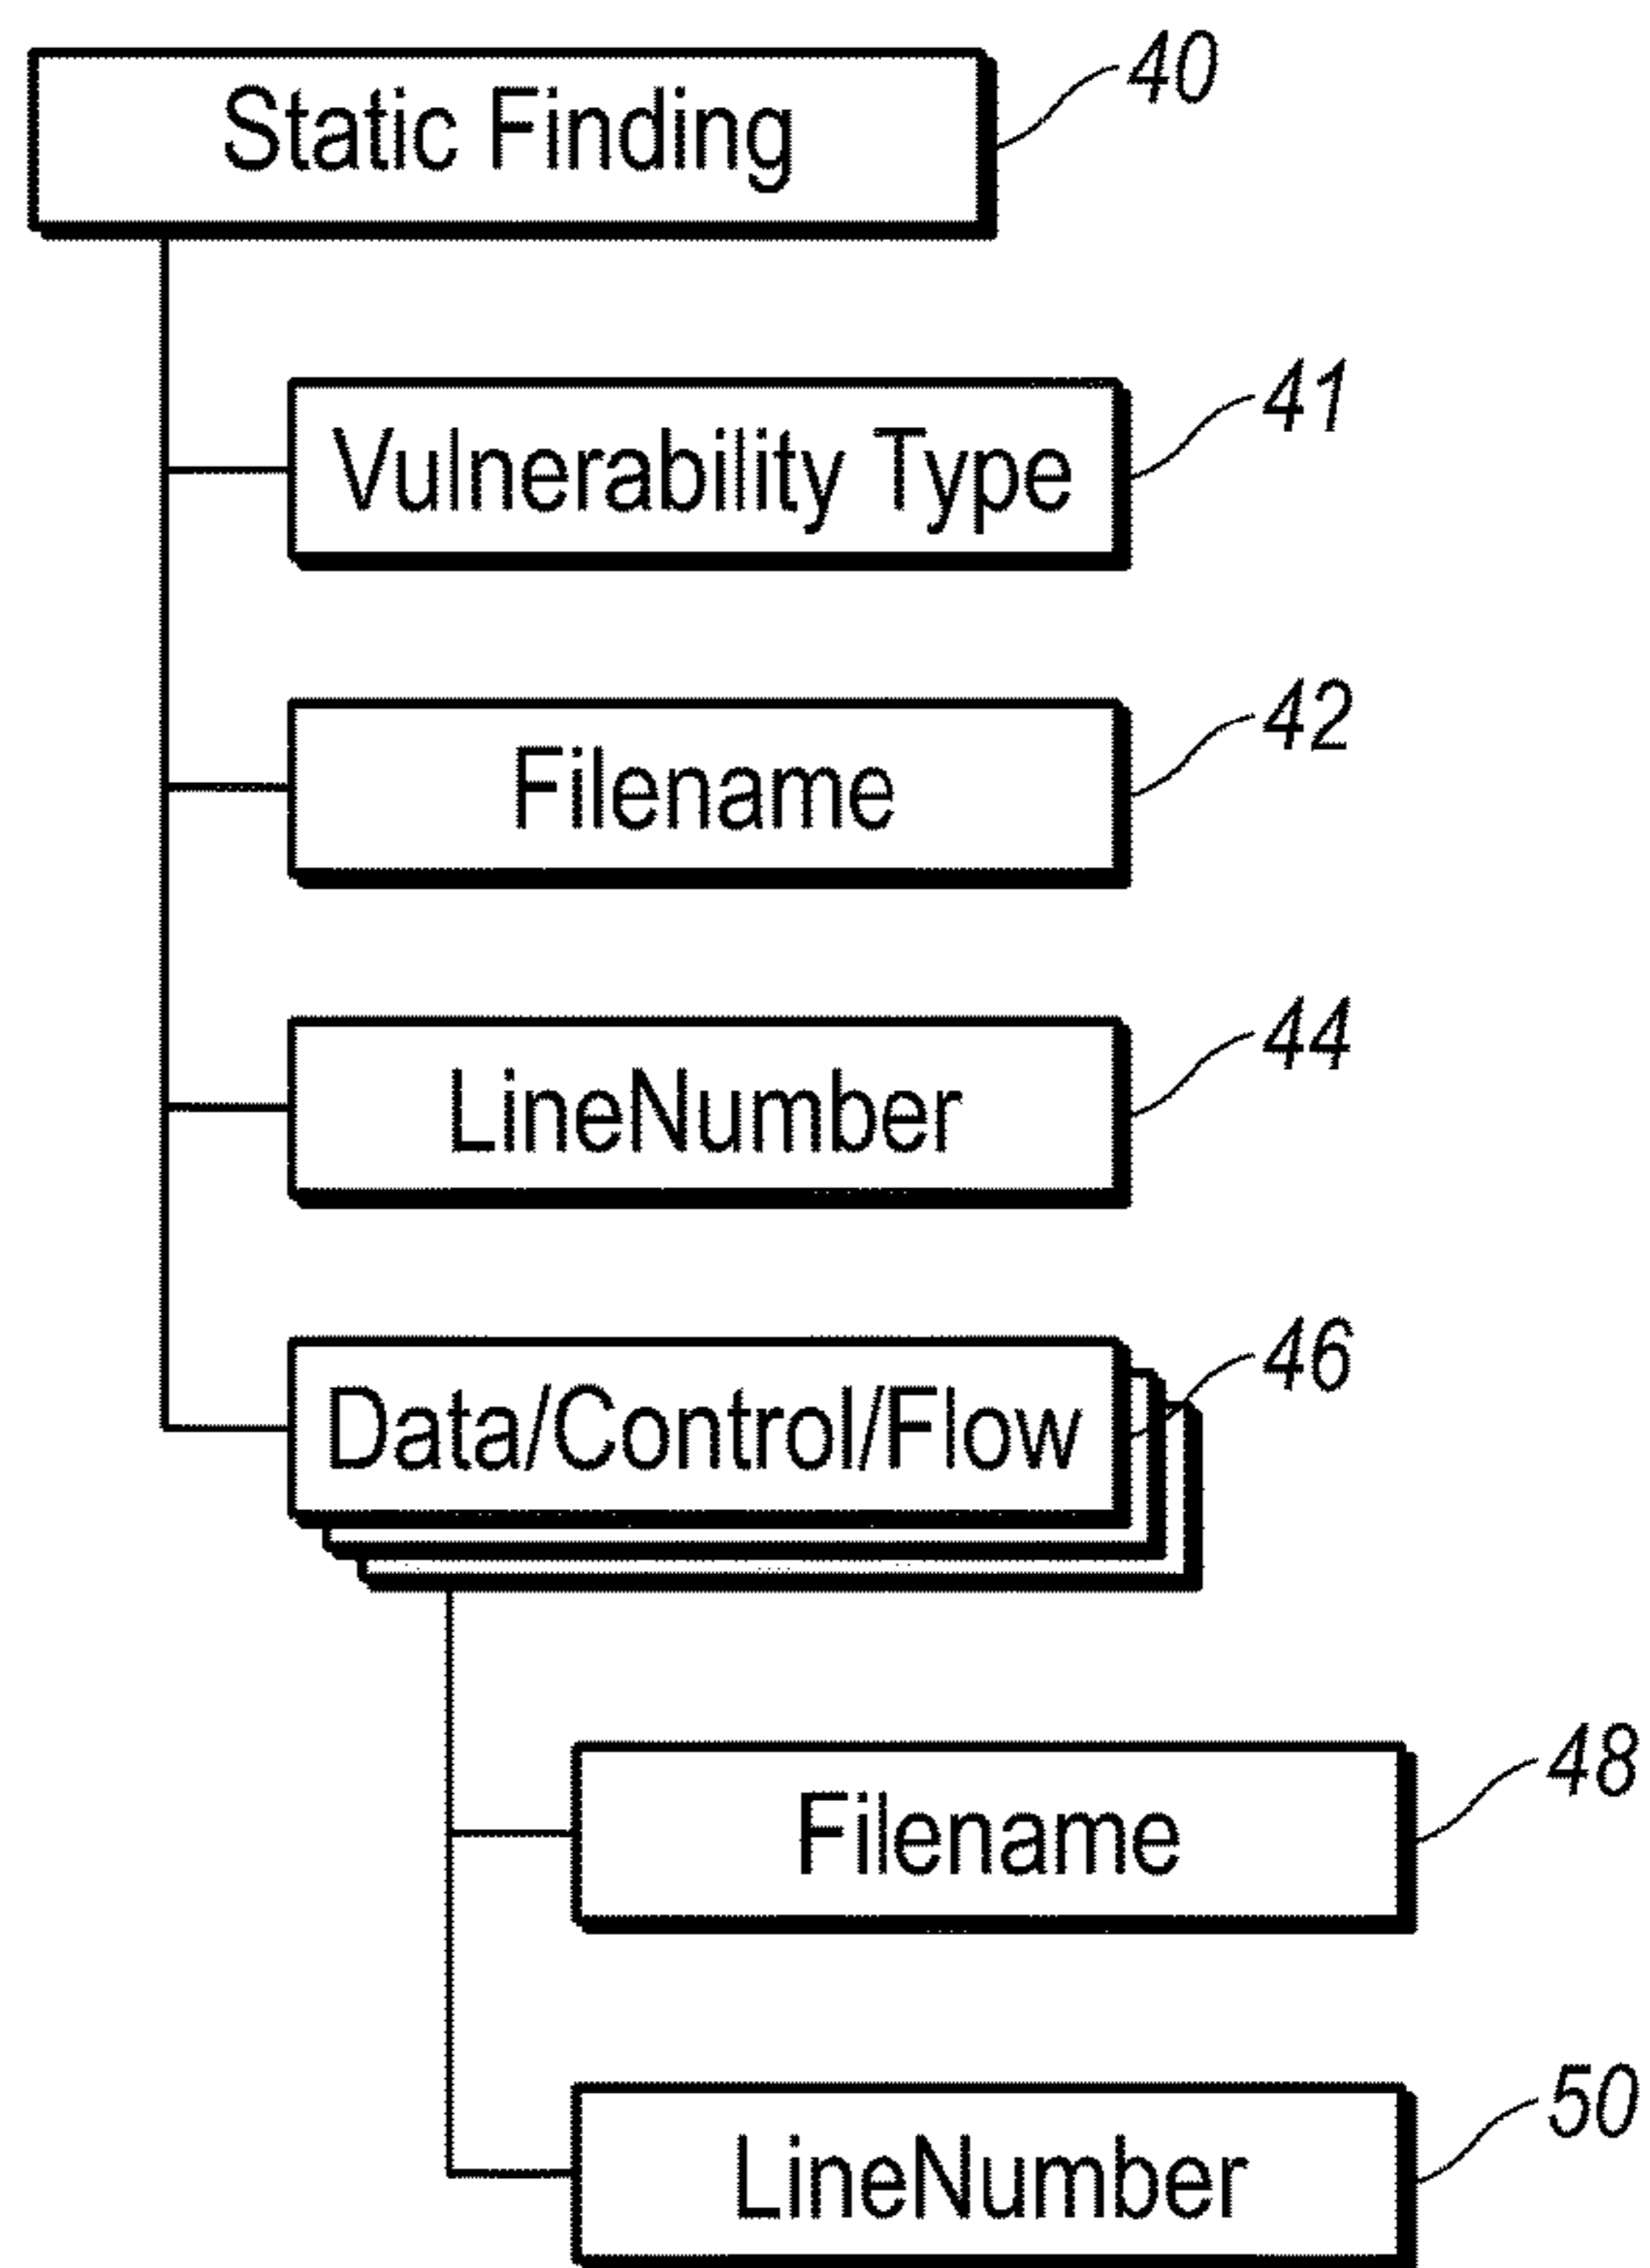 Static Finding
40
Vulnerability Type
41
Filename
42
LineNumber
44
Data/Control/Flow
46
Filename
48
LineNumber
50